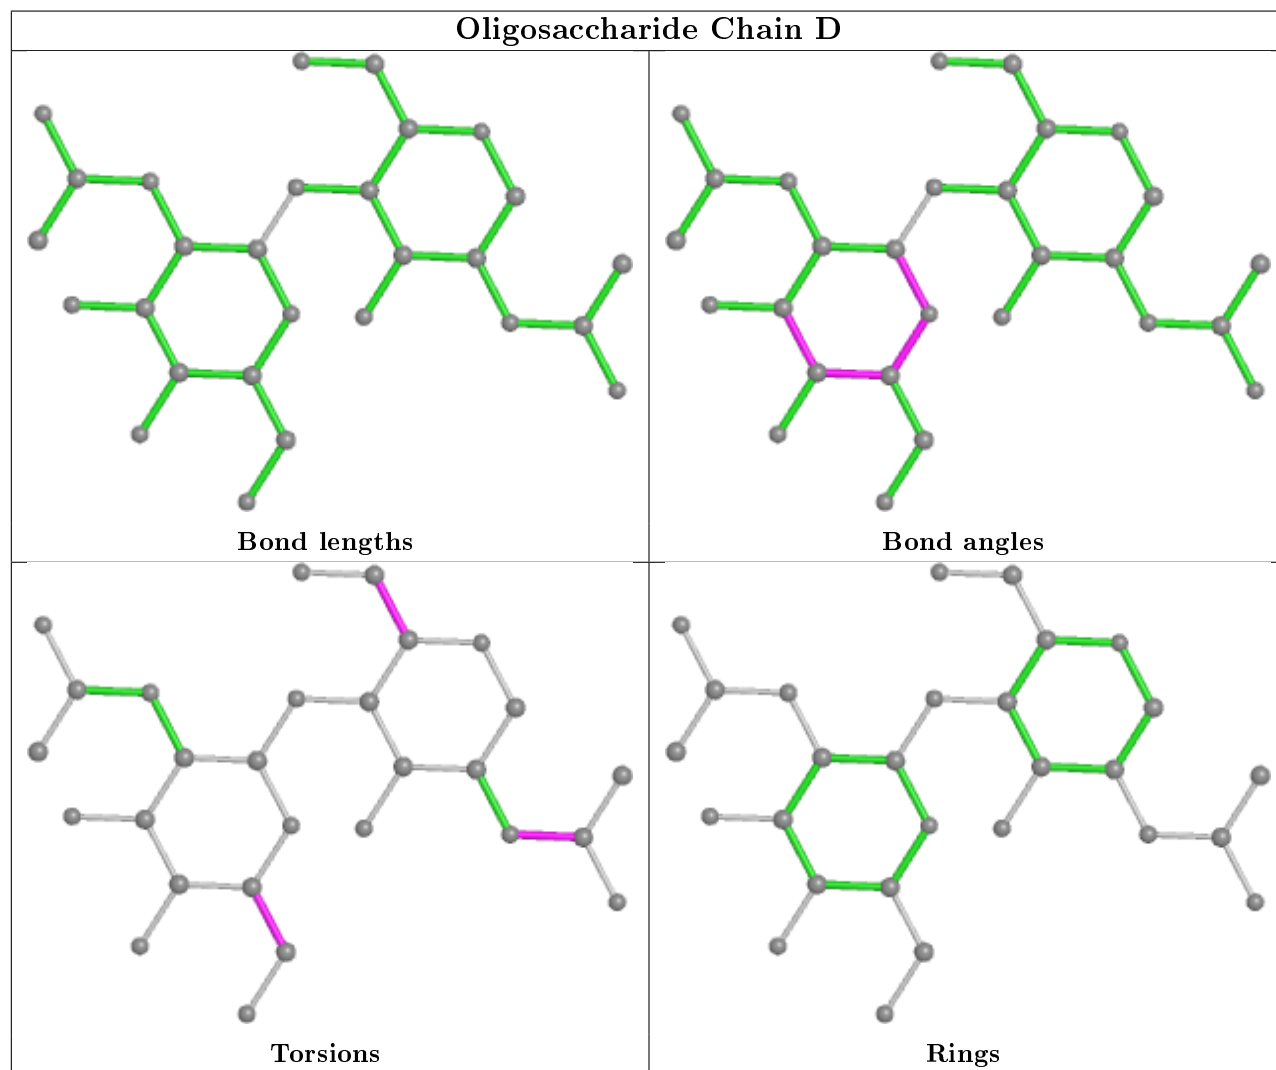 Oligosaccharide Chain D
Bond lengths
Bond angles
Torsions
Rings